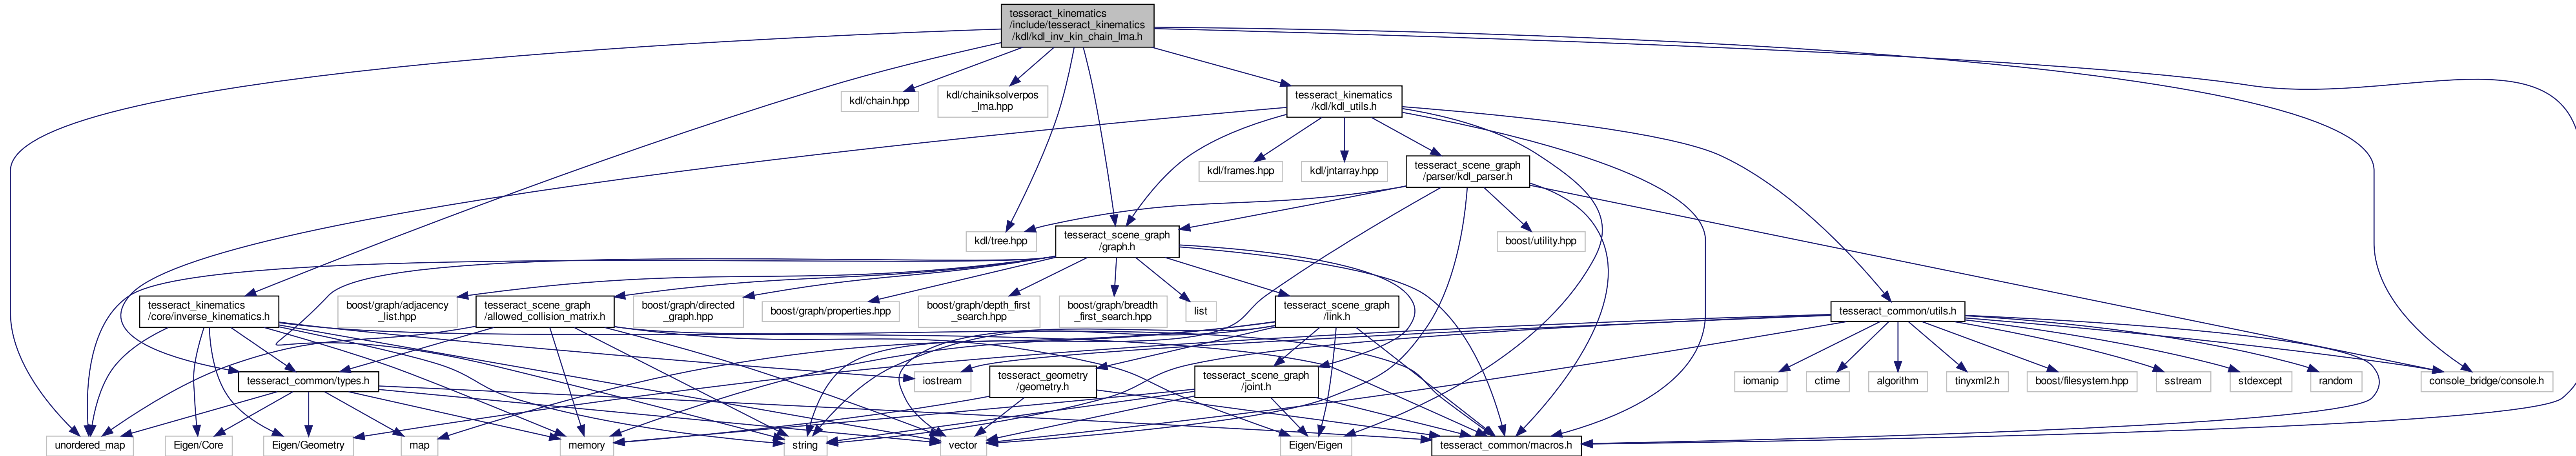 tesseract_kinematics
/include/tesseract_kinematics
/kdl/kdl_inv_kin_chain_lma.h
kdl/chain.hpp
kdl/chainiksolverpos
_lma.hpp
tesseract_kinematics
/kdl/kdl_utils.h
kdl/frames.hpp
kdl/jntarray.hpp
tesseract_scene_graph
/parser/kdl_parser.h
kdl/tree.hpp
tesseract_scene_graph
/graph.h
boost/utility.hpp
tesseract_kinematics
/core/inverse_kinematics.h
boost/graph/adjacency
_list.hpp
tesseract_scene_graph
/allowed_collision_matrix.h
boost/graph/directed
_graph.hpp
boost/graph/properties.hpp
boost/graph/depth_first
_search.hpp
boost/graph/breadth
_first_search.hpp
list
tesseract_scene_graph
/link.h
tesseract_common/utils.h
tesseract_common/types.h
iostream
tesseract_geometry
/geometry.h
tesseract_scene_graph
/joint.h
iomanip
ctime
algorithm
tinyxml2.h
boost/filesystem.hpp
sstream
stdexcept
random
console_bridge/console.h
unordered_map
Eigen/Core
Eigen/Geometry
map
memory
string
vector
Eigen/Eigen
tesseract_common/macros.h